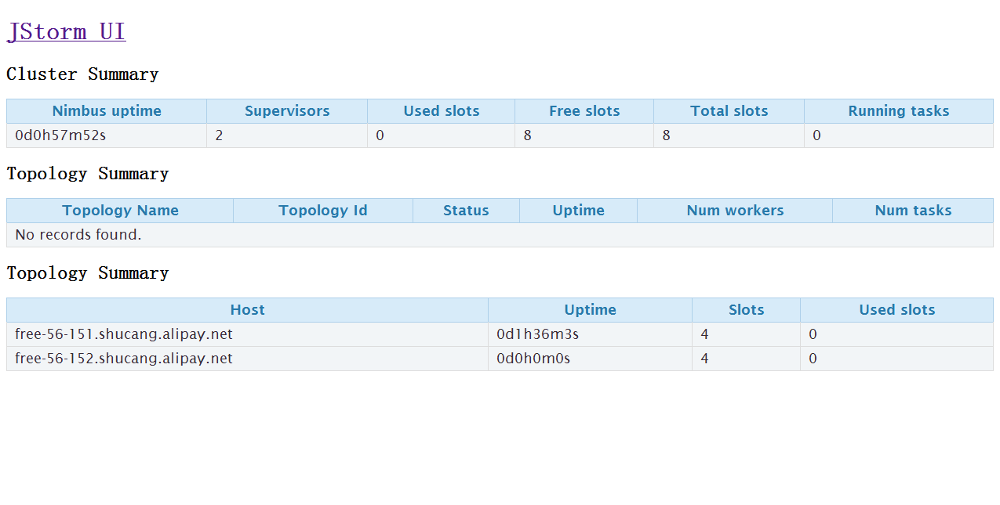 JStorm UI
Cluster Summary
Nimbus uptime Supervisors Used slots Free slots Total slots Running tasks
0d0h57m52s 2 0 8 8 0
Topology Summary
Topology Name Topology Id Status Uptime Num workers Num tasks
No records found.
Topology Summary
Host Uptime Slots Used slots
free-56-151.shucang.alipay.net 0d1h36m3s 4 0
free-56-152.shucang.alipay.net 0d0h0m0s 4 0